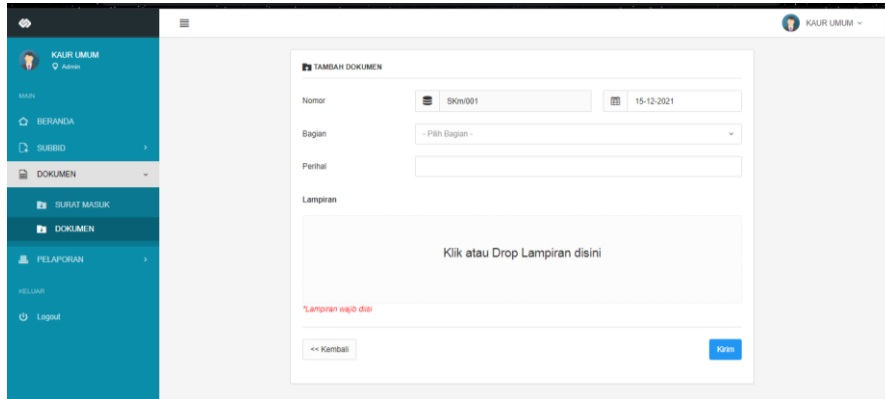 KAUR UMUM
KAUR UMUM
Admin
MAIN
BERANDA
SUBBID
DOKUMEN
SURAT MASUK
DOKUMEN
PELAPORAN
KELUAR
Logout
TAMBAH DOKUMEN
Nomor
SKm/001
15-12-2021
Bagian
- Pilih Bagian -
Perihal
Lampiran
Klik atau Drop Lampiran disini
*Lampiran wajib diisi
<< Kembali
Kirim